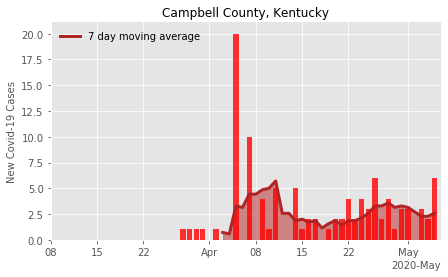 Campbell County, Kentucky
7 day moving average
New Covid-19 Cases
20.0
17.5
15.0
12.5
10.0
7.5
5.0
2.5
0.0
08 15 22 Apr 08 15 22 May
2020-May